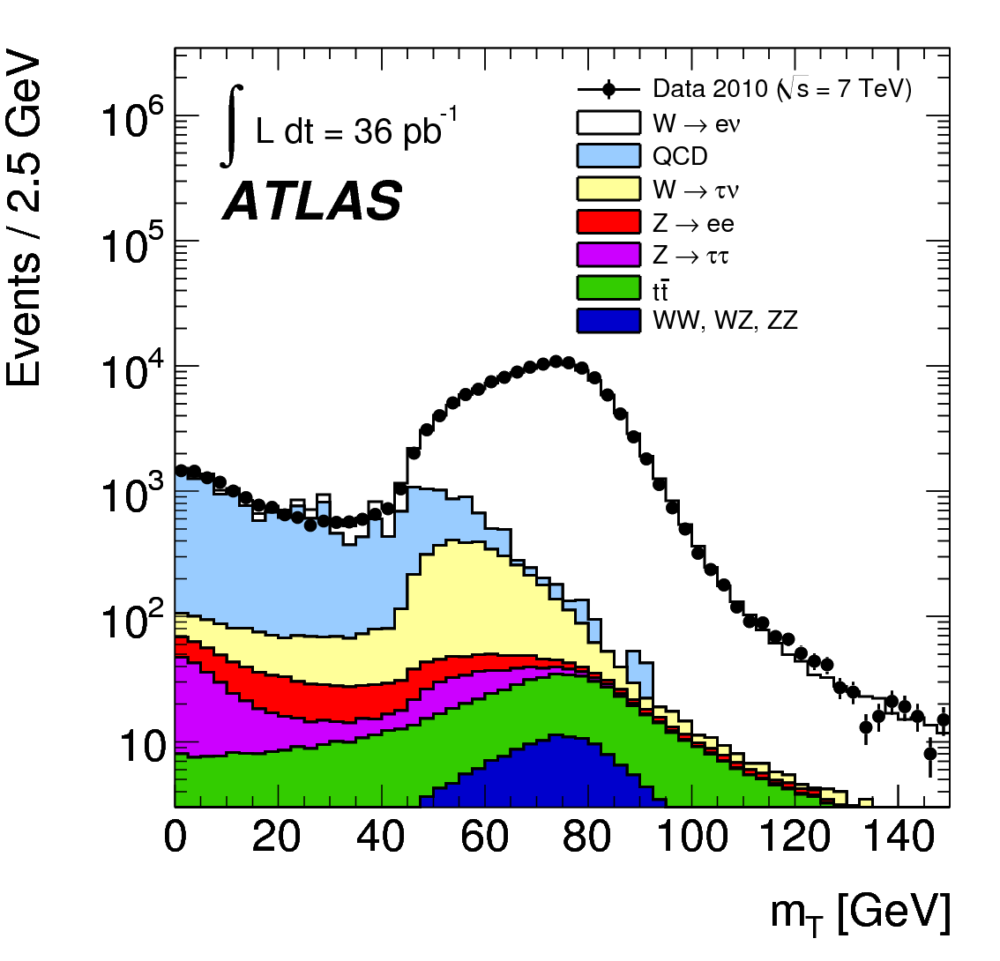 Events / 2.5 GeV
10⁶
10⁵
10⁴
10³
10²
10
∫ L dt = 36 pb⁻¹
ATLAS
Data 2010 (√s = 7 TeV)
W → eν
QCD
W → τν
Z → ee
Z → ττ
tt̄
WW, WZ, ZZ
0 20 40 60 80 100 120 140
m_T [GeV]